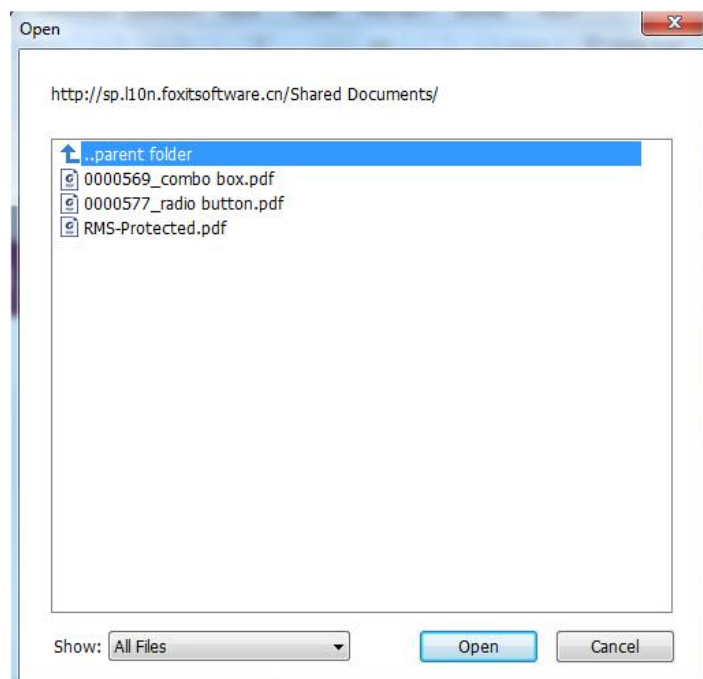 Open
http://sp.l10n.foxitsoftware.cn/Shared Documents/
..parent folder
0000569_combo box.pdf
0000577_radio button.pdf
RMS-Protected.pdf
Show: All Files Open Cancel